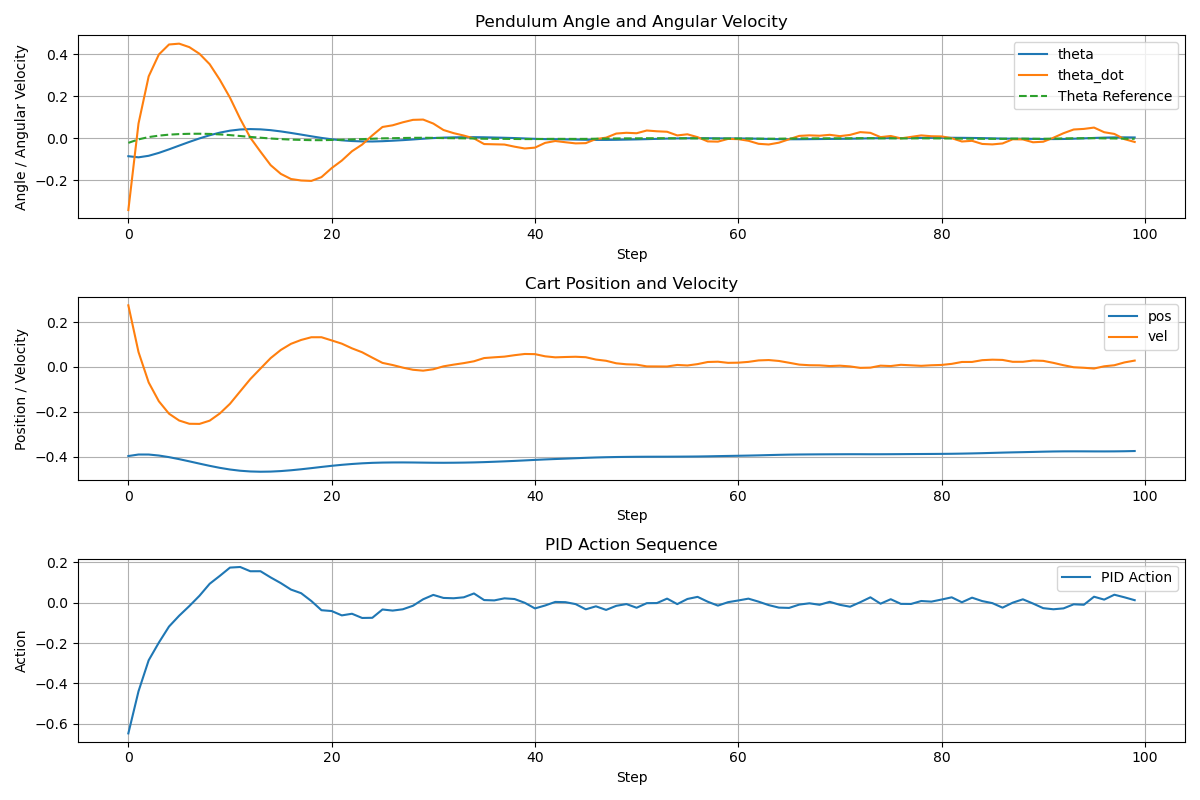 Pendulum Angle and Angular Velocity
Angle / Angular Velocity
0.4
0.2
0.0
−0.2
theta
theta_dot
Theta Reference
0 20 40 60 80 100
Step
Cart Position and Velocity
Position / Velocity
0.2
0.0
−0.2
−0.4
pos
vel
0 20 40 60 80 100
Step
PID Action Sequence
Action
0.2
0.0
−0.2
−0.4
−0.6
PID Action
0 20 40 60 80 100
Step